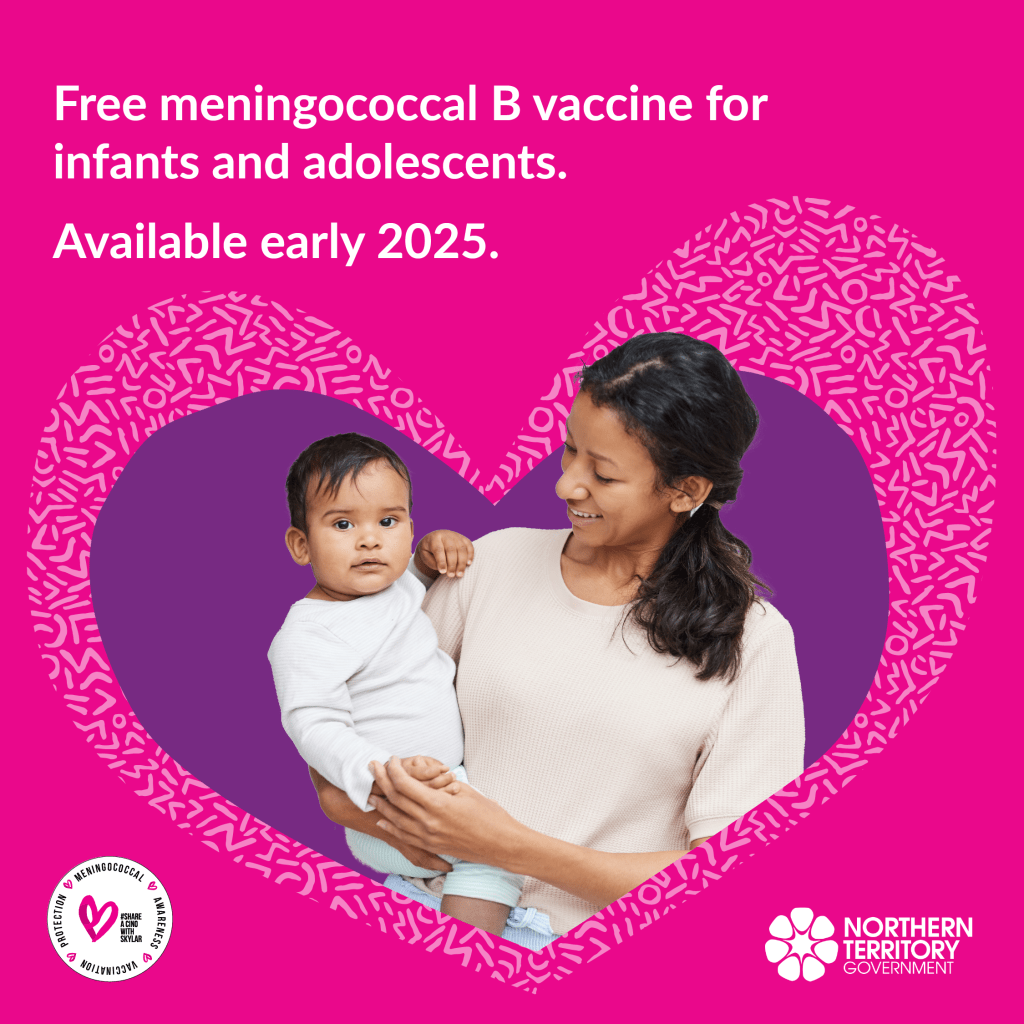 Free meningococcal B vaccine for
infants and adolescents.
Available early 2025.
MENINGOCOCCAL
AWARENESS
VACCINATION
PROTECTION
#SHARE
A CINO
WITH
SKYLAR
NORTHERN
TERRITORY
GOVERNMENT